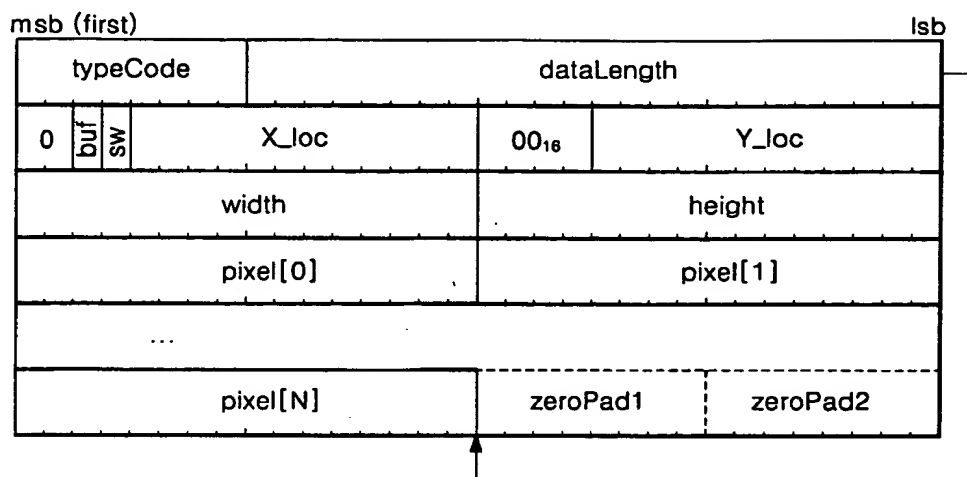 msb (first) lsb
typeCode dataLength
0 buf sw X_loc 00₁₆ Y_loc
width height
pixel[0] pixel[1]
...
pixel[N] zeroPad1 zeroPad2